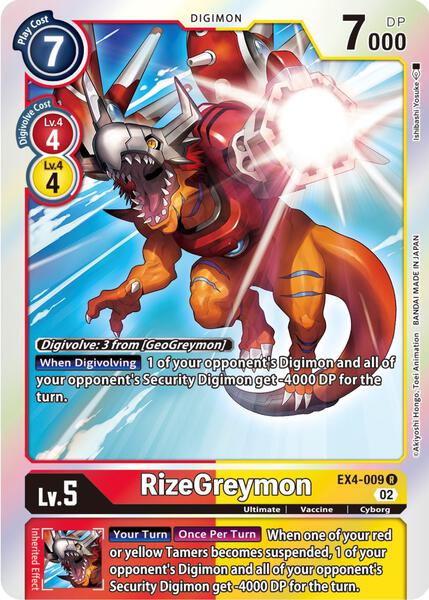 Play Cost
7
DIGIMON
DP
7000
Digivolve Cost
Lv.4
4
Lv.4
4
Ishibashi Yosuke
©Akiyoshi Hongo, Toei Animation BANDAI MADE IN JAPAN
Digivolve: 3 from [GeoGreymon]
When Digivolving 1 of your opponent's Digimon and all of
your opponent's Security Digimon get -4000 DP for the
turn.
Lv.5
RizeGreymon
EX4-009 R
02
Ultimate | Vaccine | Cyborg
Inherited Effect
Your Turn Once Per Turn When one of your red
or yellow Tamers becomes suspended, 1 of your
opponent's Digimon and all of your opponent's
Security Digimon get -4000 DP for the turn.